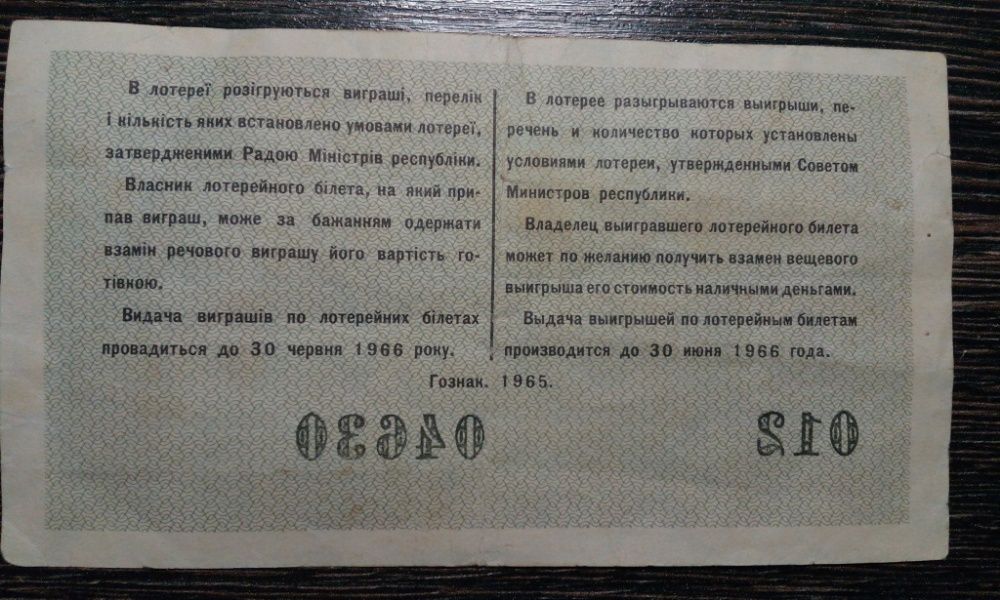 В лотереї розігруються виграші, перелік
і кількість яких встановлено умовами лотереї,
затвердженими Радою Міністрів республіки.
Власник лотерейного білета, на який при-
пав виграш, може за бажанням одержати
взамін речового виграшу його вартість го-
тівкою.
Видача виграшів по лотерейних білетах
провадиться до 30 червня 1966 року.
В лотерее разыгрываются выигрыши, пе-
речень и количество которых установлены
условиями лотереи, утвержденными Советом
Министров республики.
Владелец выигравшего лотерейного билета
может по желанию получить взамен вещевого
выигрыша его стоимость наличными деньгами.
Выдача выигрышей по лотерейным билетам
производится до 30 июня 1966 года.
Гознак. 1965.
04630 012